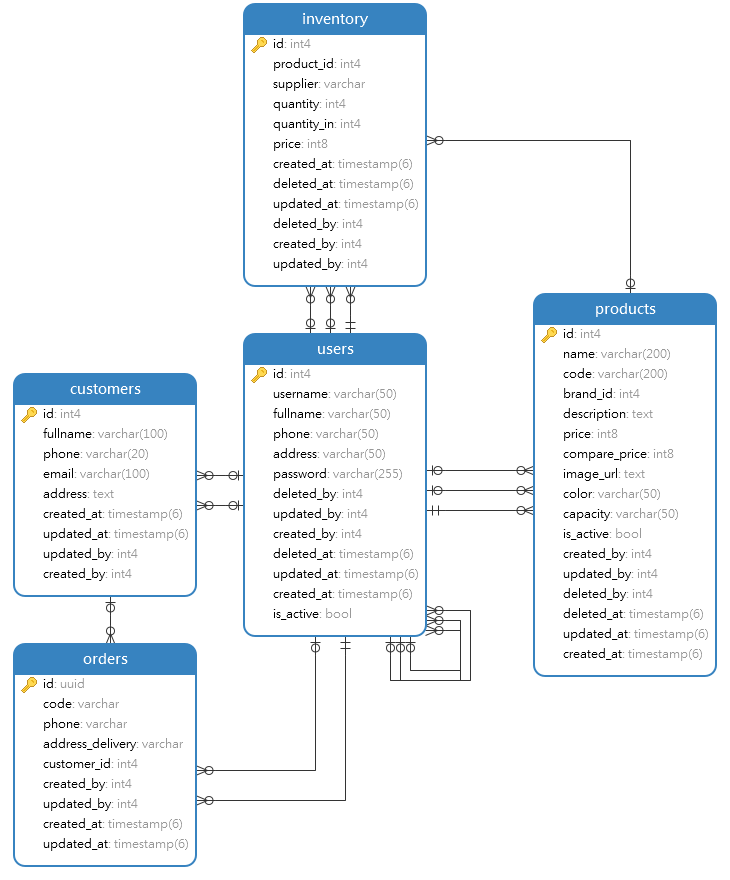 inventory
id: int4
product_id: int4
supplier: varchar
quantity: int4
quantity_in: int4
price: int8
created_at: timestamp(6)
deleted_at: timestamp(6)
updated_at: timestamp(6)
deleted_by: int4
created_by: int4
updated_by: int4
products
id: int4
name: varchar(200)
code: varchar(200)
brand_id: int4
description: text
price: int8
compare_price: int8
image_url: text
color: varchar(50)
capacity: varchar(50)
is_active: bool
created_by: int4
updated_by: int4
deleted_by: int4
deleted_at: timestamp(6)
updated_at: timestamp(6)
created_at: timestamp(6)
users
id: int4
username: varchar(50)
fullname: varchar(50)
phone: varchar(50)
address: varchar(50)
password: varchar(255)
deleted_by: int4
updated_by: int4
created_by: int4
deleted_at: timestamp(6)
updated_at: timestamp(6)
created_at: timestamp(6)
is_active: bool
customers
id: int4
fullname: varchar(100)
phone: varchar(20)
email: varchar(100)
address: text
created_at: timestamp(6)
updated_at: timestamp(6)
updated_by: int4
created_by: int4
orders
id: uuid
code: varchar
phone: varchar
address_delivery: varchar
customer_id: int4
created_by: int4
updated_by: int4
created_at: timestamp(6)
updated_at: timestamp(6)